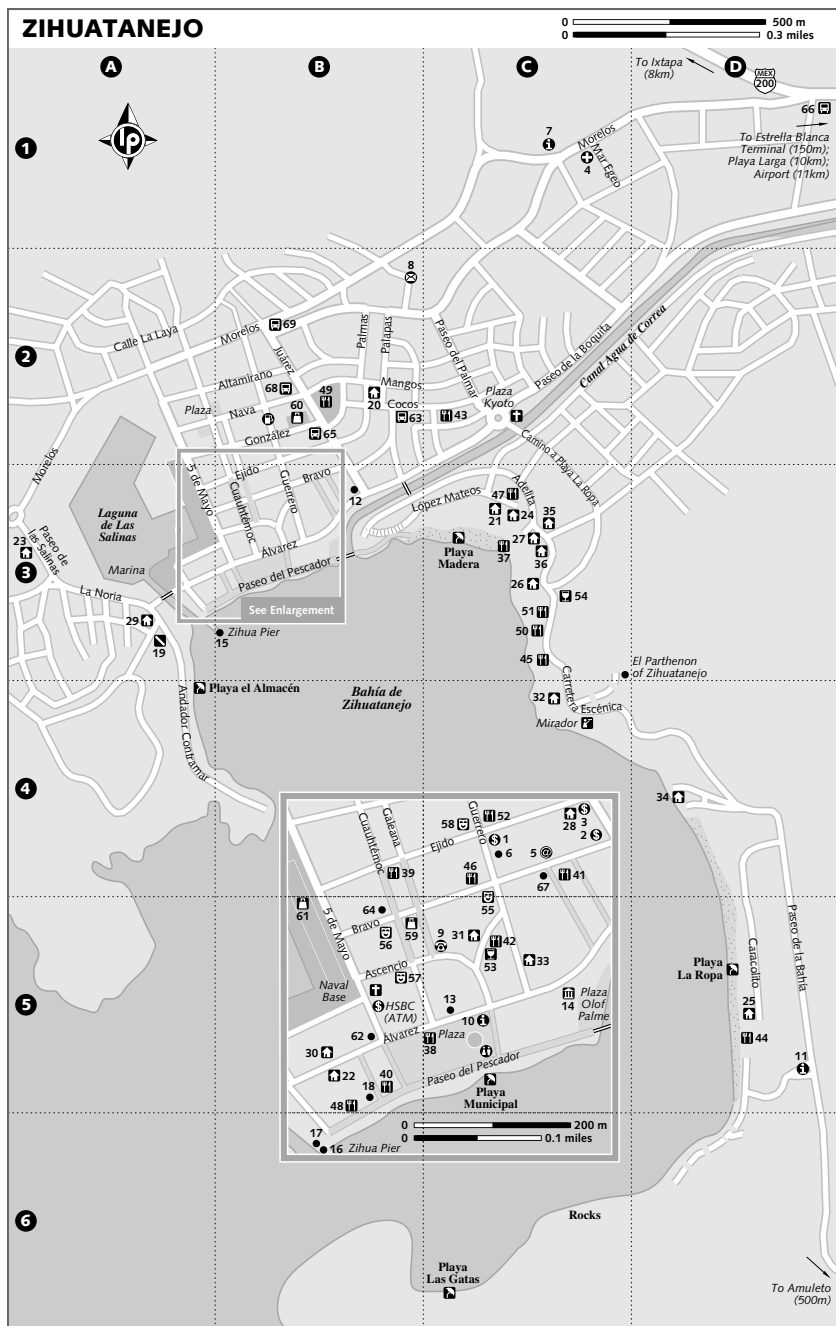 ZIHUATANEJO
0 500 m
0 0.3 miles
A
B
C
D
To Ixtapa
(8km)
MEX
200
66
1
lp
7
Morelos
Mar Egeo
4
To Estrella Blanca
Terminal (150m);
Playa Larga (10km);
Airport (11km)
8
2
Calle La Laya
Morelos
69
Juárez
Palmas
Palapas
Paseo del Palmar
Paseo de la Boquita
Canal Agua de Correa
Altamirano
Mangos
68
49
20
Plaza
Kyoto
Plaza
Nava
60
Cocos
63
43
González
65
Camino a Playa La Ropa
Morelos
5 de Mayo
Ejido
Cuauhtémoc
Guerrero
Bravo
12
López Mateos
Adelita
47
21
24
35
Laguna
de Las
Salinas
23
Paseo de
las Salinas
3
Álvarez
27
36
Playa
Madera
37
Marina
Paseo del Pescador
26
54
La Noria
See Enlargement
51
29
Zihua Pier
50
19
15
45
El Parthenon
of Zihuatanejo
Playa el Almacén
Bahía de
Zihuatanejo
Carretera Escénica
32
Mirador
Andador Contramar
4
34
Cuauhtémoc
Galeana
58
Guerrero
52
28
3
2
Ejido
1
6
5
39
46
67
41
61
5 de Mayo
64
55
Bravo
56
59
9
31
42
53
33
Ascencio
57
Playa
La Ropa
Caracolito
Paseo de la Bahía
5
Naval
Base
HSBC
(ATM)
13
14
Plaza
Olof
Palme
10
25
62
Álvarez
Plaza
38
44
30
11
22
40
Paseo del Pescador
18
Playa
Municipal
48
0 200 m
0 0.1 miles
17
16
Zihua Pier
6
Rocks
Playa
Las Gatas
To Amuleto
(500m)